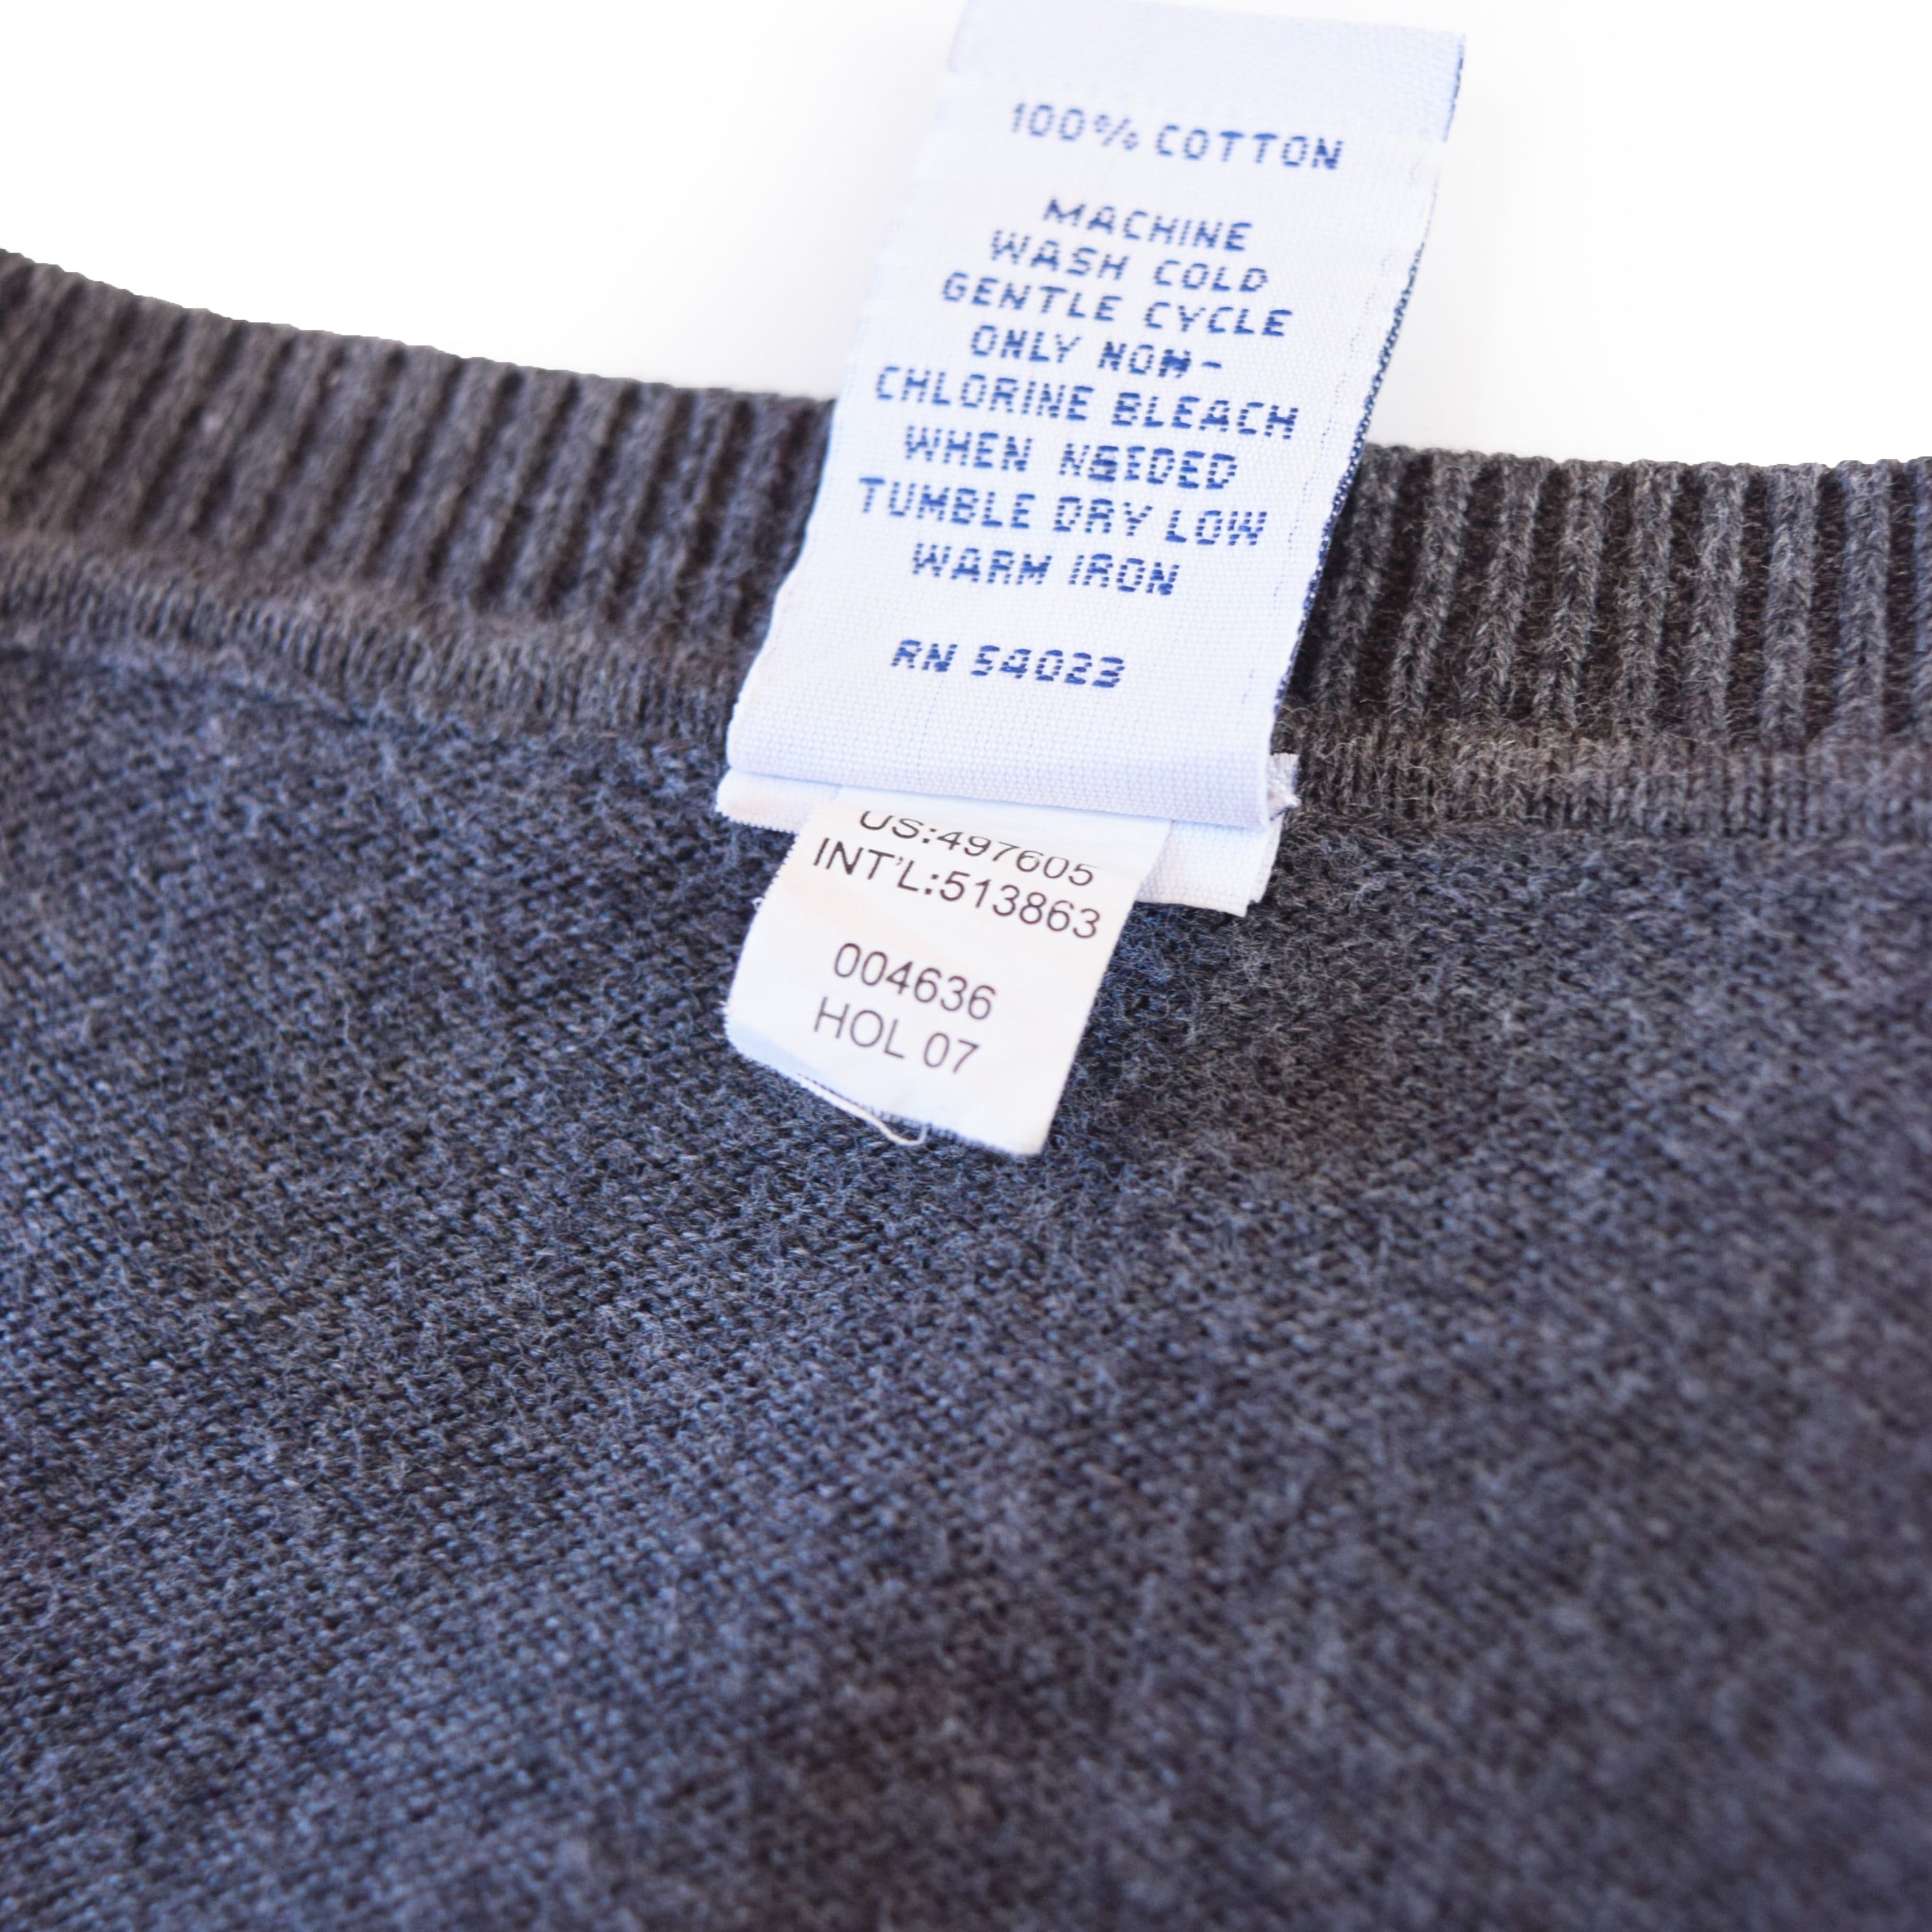 100% COTTON
MACHINE
WASH COLD
GENTLE CYCLE
ONLY NON-
CHLORINE BLEACH
WHEN NEEDED
TUMBLE DRY LOW
WARM IRON
RN 54023
US:497605
INT'L:513863
004636
HOL 07